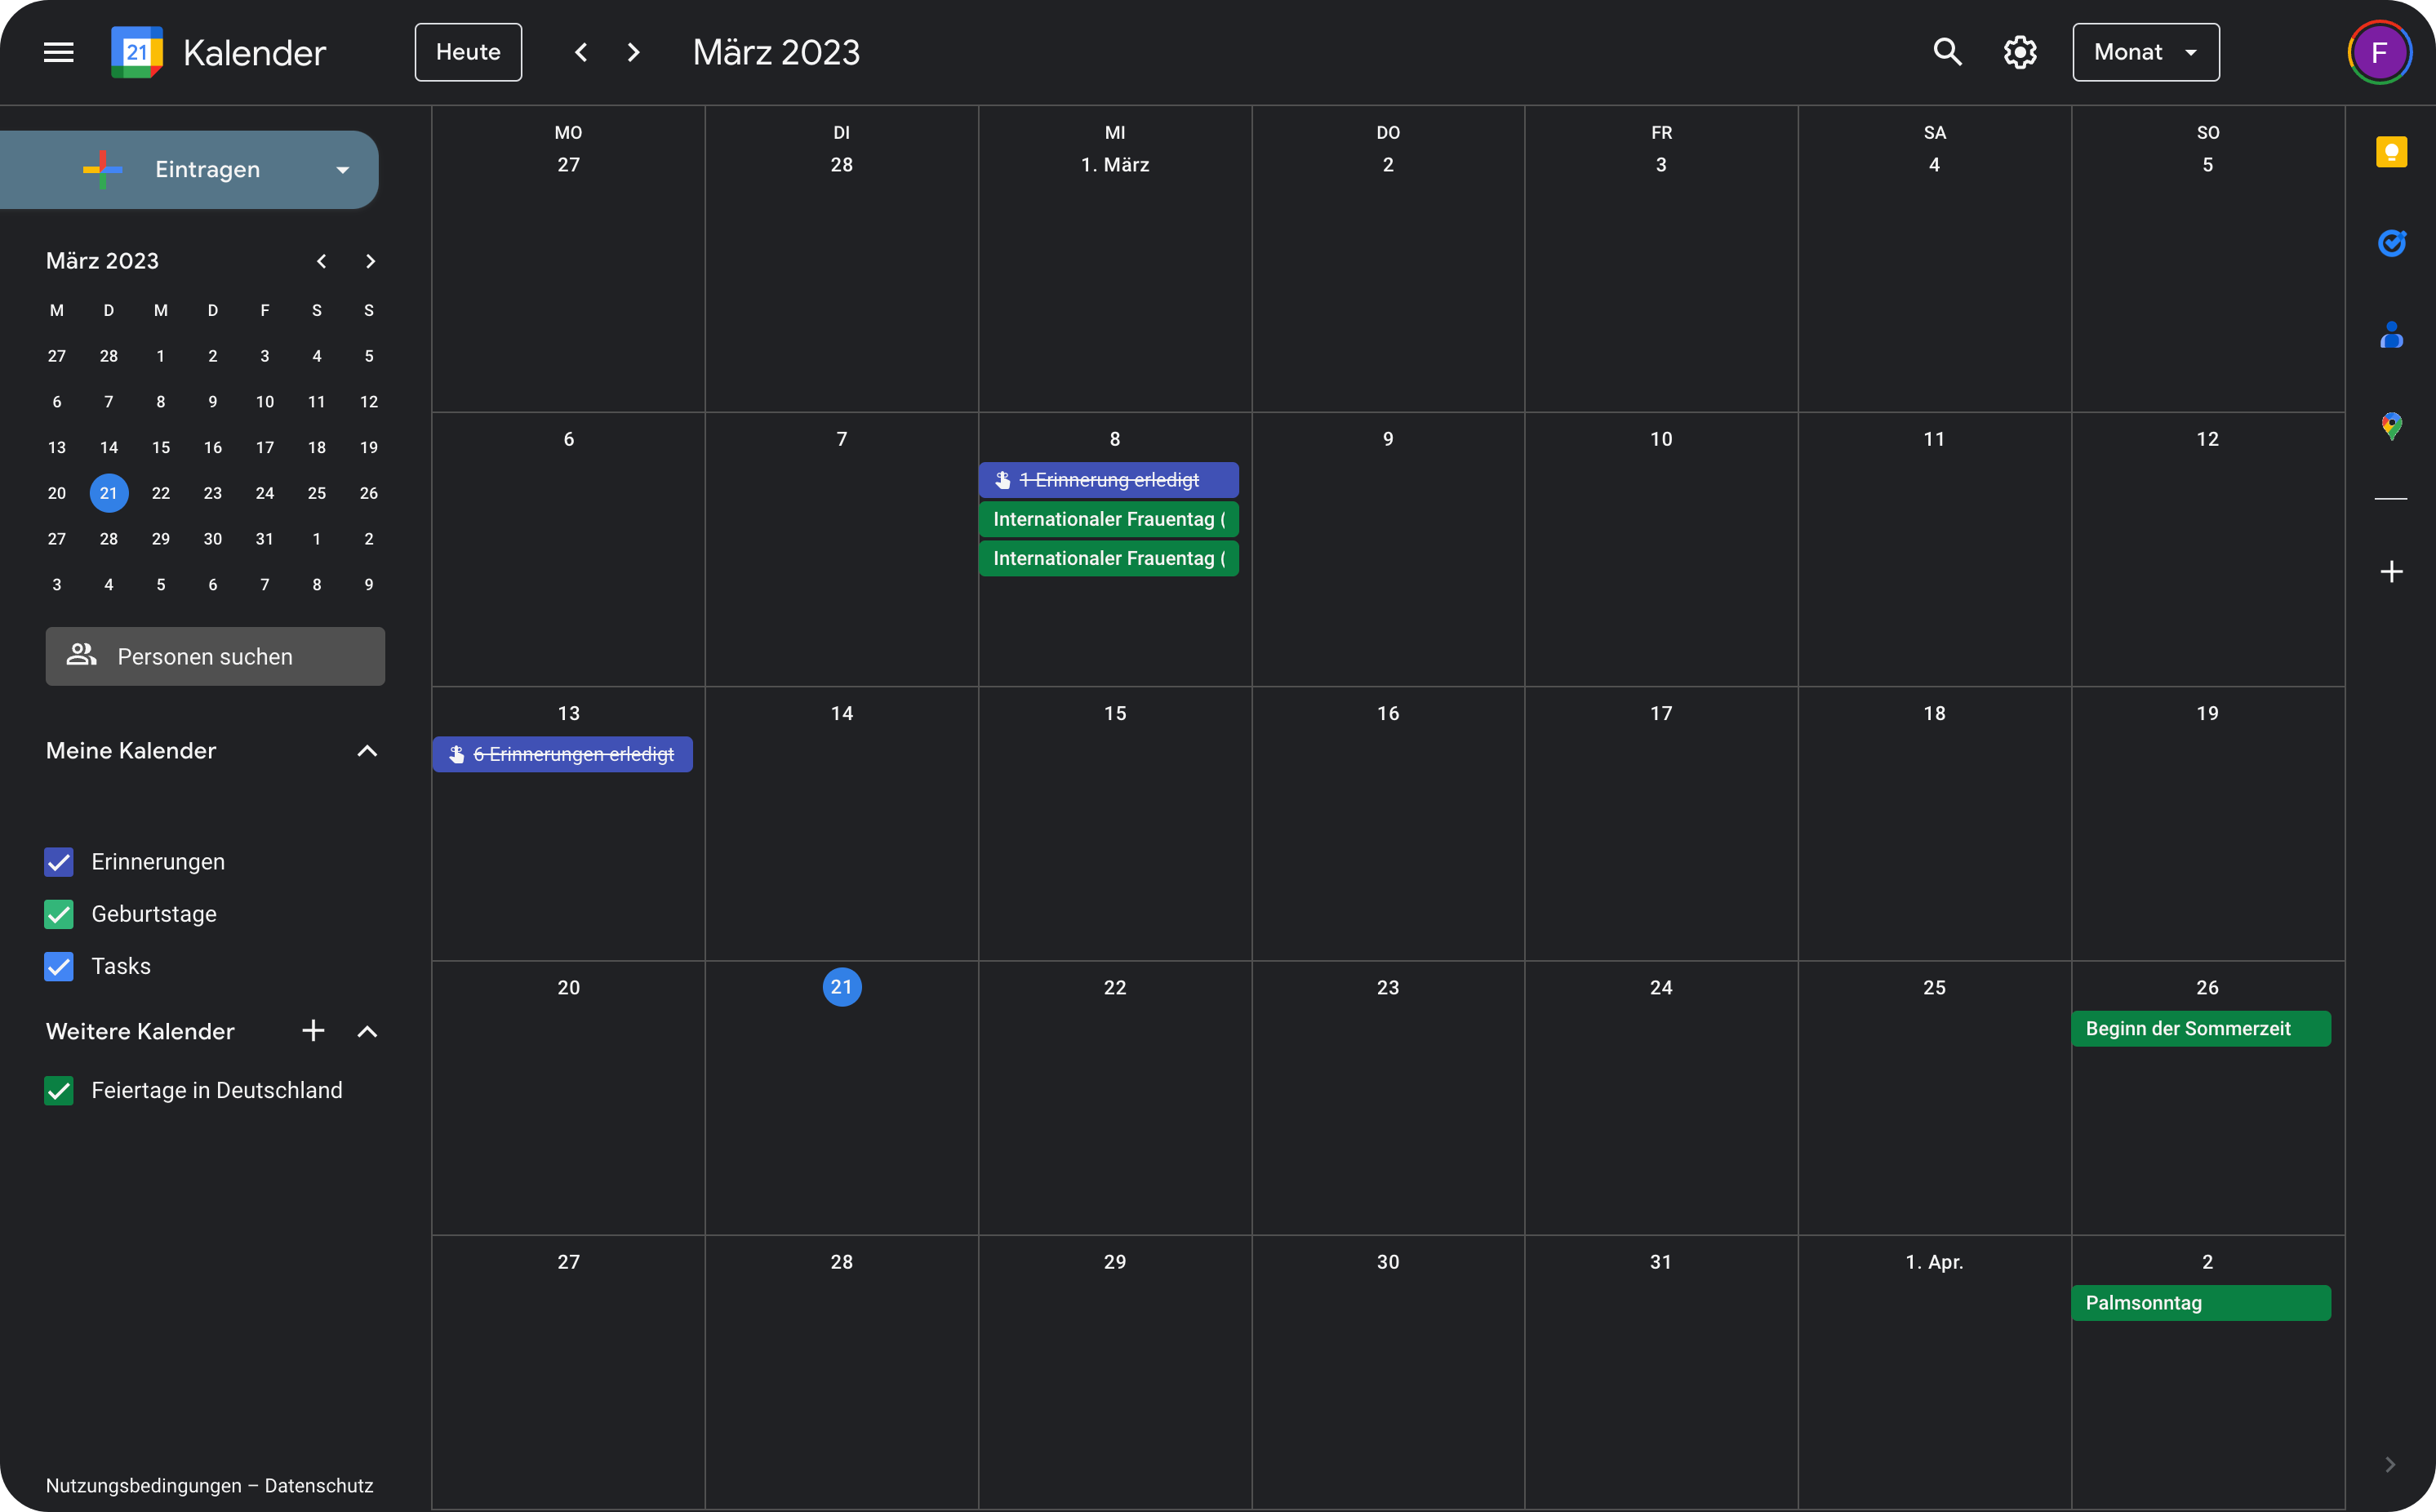 21 Kalender Heute März 2023 Monat F
Eintragen
März 2023
M D M D F S S
27 28 1 2 3 4 5
6 7 8 9 10 11 12
13 14 15 16 17 18 19
20 21 22 23 24 25 26
27 28 29 30 31 1 2
3 4 5 6 7 8 9
Personen suchen
Meine Kalender
Erinnerungen
Geburtstage
Tasks
Weitere Kalender
Feiertage in Deutschland
Nutzungsbedingungen – Datenschutz
MO DI MI DO FR SA SO
27 28 1. März 2 3 4 5
6 7 8 9 10 11 12
1 Erinnerung erledigt
Internationaler Frauentag (
Internationaler Frauentag (
13 14 15 16 17 18 19
6 Erinnerungen erledigt
20 21 22 23 24 25 26
Beginn der Sommerzeit
27 28 29 30 31 1. Apr. 2
Palmsonntag